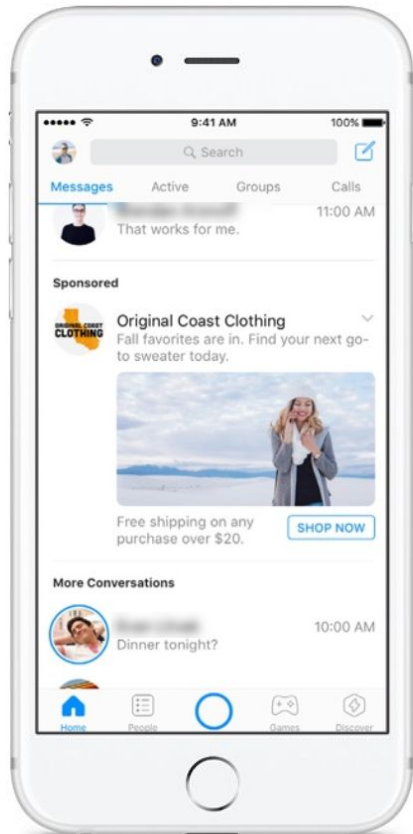 9:41 AM
100%
Search
Messages Active Groups Calls
11:00 AM
That works for me.
Sponsored
ORIGINAL COAST
CLOTHING
Original Coast Clothing
Fall favorites are in. Find your next go-
to sweater today.
Free shipping on any
purchase over $20.
SHOP NOW
More Conversations
10:00 AM
Dinner tonight?
Home People Games Discover